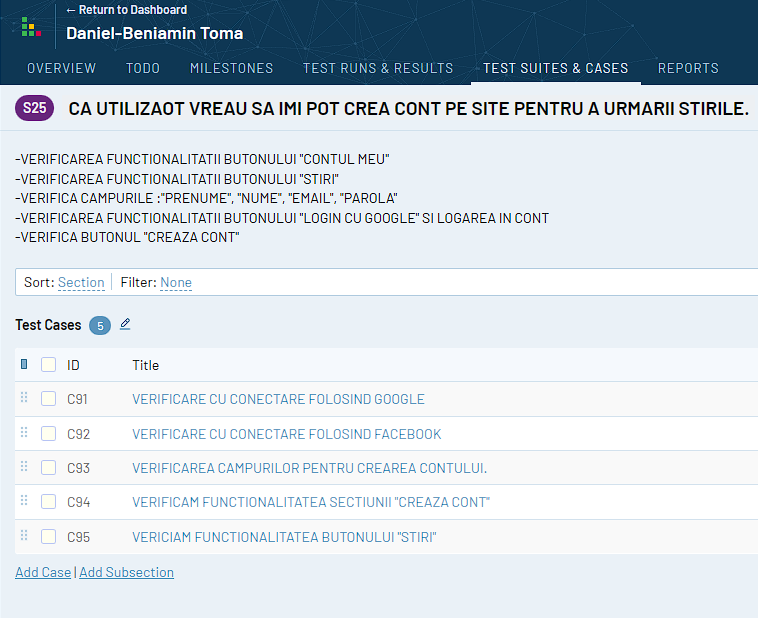 ← Return to Dashboard
Daniel-Beniamin Toma
OVERVIEW TODO MILESTONES TEST RUNS & RESULTS TEST SUITES & CASES REPORTS
S25 CA UTILIZAOT VREAU SA IMI POT CREA CONT PE SITE PENTRU A URMARII STIRILE.
-VERIFICAREA FUNCTIONALITATII BUTONULUI "CONTUL MEU"
-VERIFICAREA FUNCTIONALITATII BUTONULUI "STIRI"
-VERIFICA CAMPURILE :"PRENUME", "NUME", "EMAIL", "PAROLA"
-VERIFICAREA FUNCTIONALITATII BUTONULUI "LOGIN CU GOOGLE" SI LOGAREA IN CONT
-VERIFICA BUTONUL "CREAZA CONT"
Sort: Section | Filter: None
Test Cases 5
ID Title
C91 VERIFICARE CU CONECTARE FOLOSIND GOOGLE
C92 VERIFICARE CU CONECTARE FOLOSIND FACEBOOK
C93 VERIFICAREA CAMPURILOR PENTRU CREAREA CONTULUI.
C94 VERIFICAM FUNCTIONALITATEA SECTIUNII "CREAZA CONT"
C95 VERICIAM FUNCTIONALITATEA BUTONULUI "STIRI"
Add Case | Add Subsection